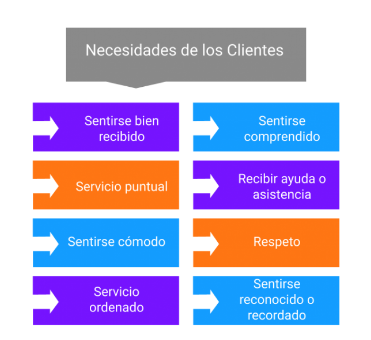 Necesidades de los Clientes
Sentirse bien
recibido
Sentirse
comprendido
Servicio puntual
Recibir ayuda o
asistencia
Sentirse cómodo
Respeto
Servicio
ordenado
Sentirse
reconocido o
recordado